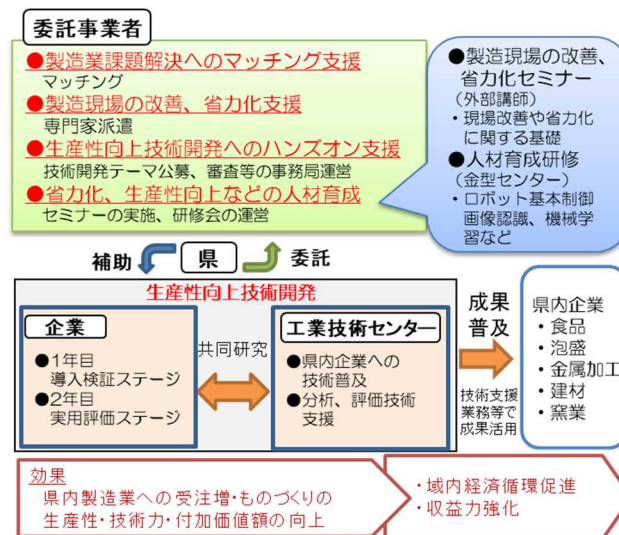 委託事業者
●製造業課題解決へのマッチング支援
マッチング
●製造現場の改善、省力化支援
専門家派遣
●生産性向上技術開発へのハンズオン支援
技術開発テーマ公募、審査等の事務局運営
●省力化、生産性向上などの人材育成
セミナーの実施、研修会の運営
●製造現場の改善、
省力化セミナー
（外部講師）
・現場改善や省力化
に関する基礎
●人材育成研修
（金型センター）
・ロボット基本制御
画像認識、機械学
習など
補助
県
委託
生産性向上技術開発
企業
●1年目
導入検証ステージ
●2年目
実用評価ステージ
共同研究
工業技術センター
●県内企業への
技術普及
●分析、評価技術
支援
成果
普及
技術支援
業務等で
成果活用
県内企業
・食品
・泡盛
・金属加工
・建材
・窯業
効果
県内製造業への受注増・ものづくりの
生産性・技術力・付加価値額の向上
・域内経済循環促進
・収益力強化